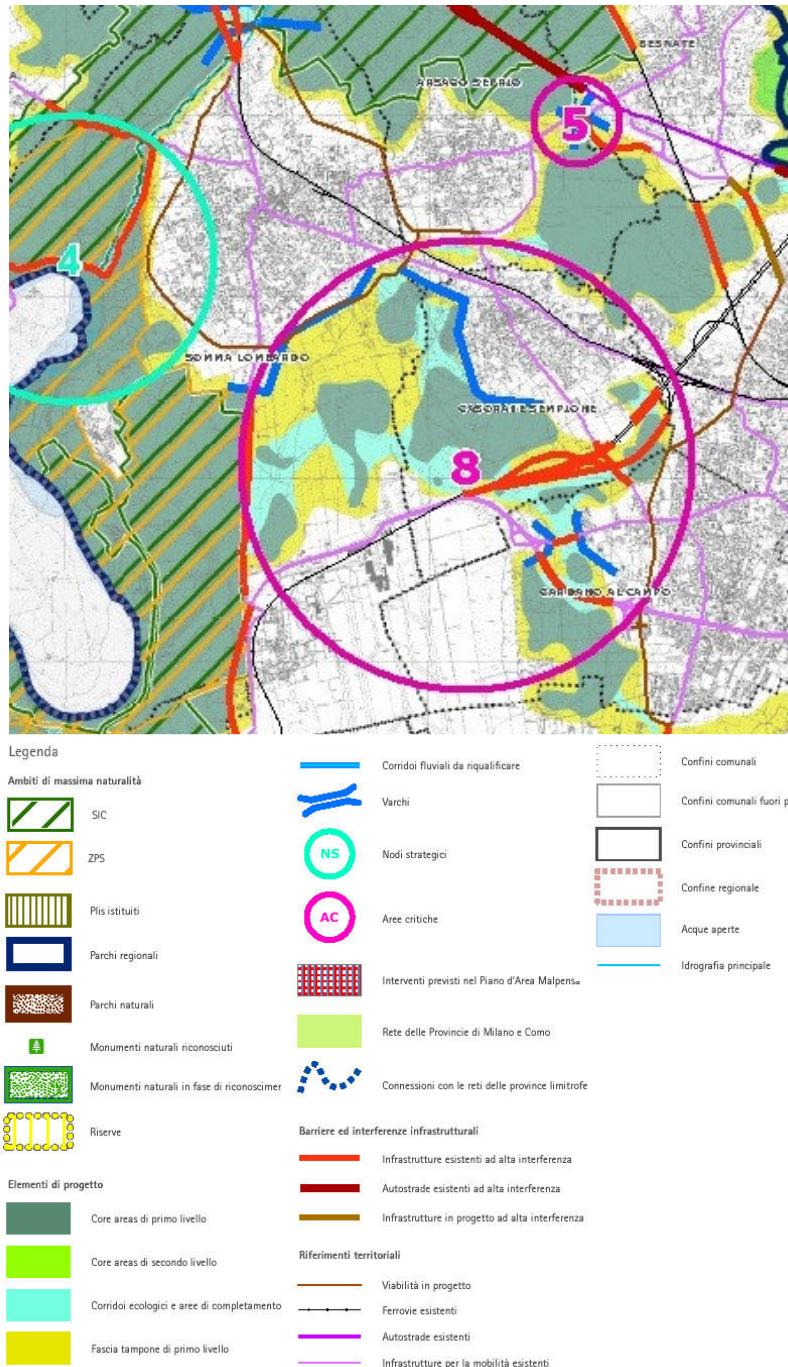 BESNATE
ARSAGO SEPRIO
5
4
SOMMA LOMBARDO
CASORATE SEMPIONE
8
CARDANO AL CAMPO
Legenda
Ambiti di massima naturalità
SIC
ZPS
Plis istituiti
Parchi regionali
Parchi naturali
Monumenti naturali riconosciuti
Monumenti naturali in fase di riconoscimer
Riserve
Elementi di progetto
Core areas di primo livello
Core areas di secondo livello
Corridoi ecologici e aree di completamento
Fascia tampone di primo livello
Corridoi fluviali da riqualificare
Varchi
NS
Nodi strategici
AC
Aree critiche
Interventi previsti nel Piano d'Area Malpensa
Rete delle Provincie di Milano e Como
Connessioni con le reti delle province limitrofe
Barriere ed interferenze infrastrutturali
Infrastrutture esistenti ad alta interferenza
Autostrade esistenti ad alta interferenza
Infrastrutture in progetto ad alta interferenza
Riferimenti territoriali
Viabilità in progetto
Ferrovie esistenti
Autostrade esistenti
Infrastrutture per la mobilità esistenti
Confini comunali
Confini comunali fuori p
Confini provinciali
Confine regionale
Acque aperte
Idrografia principale